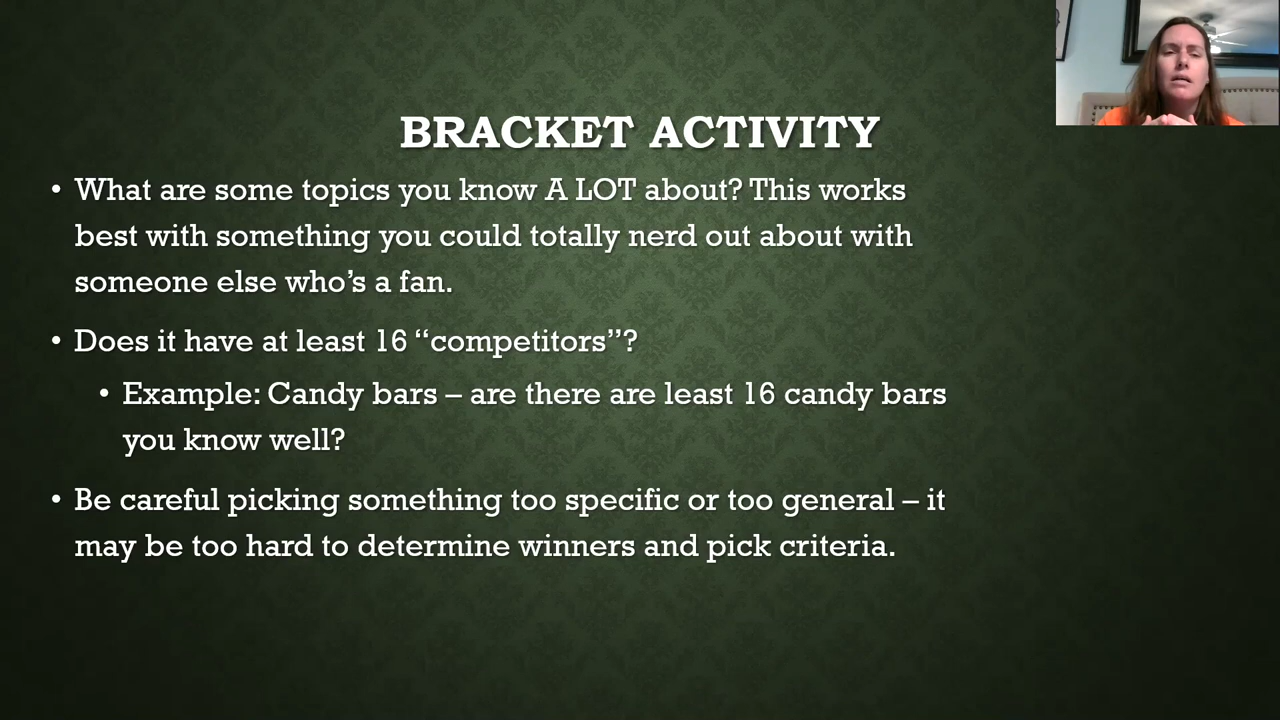 BRACKET ACTIVITY
• What are some topics you know A LOT about? This works
best with something you could totally nerd out about with
someone else who’s a fan.
• Does it have at least 16 “competitors”?
• Example: Candy bars – are there are least 16 candy bars
you know well?
• Be careful picking something too specific or too general – it
may be too hard to determine winners and pick criteria.